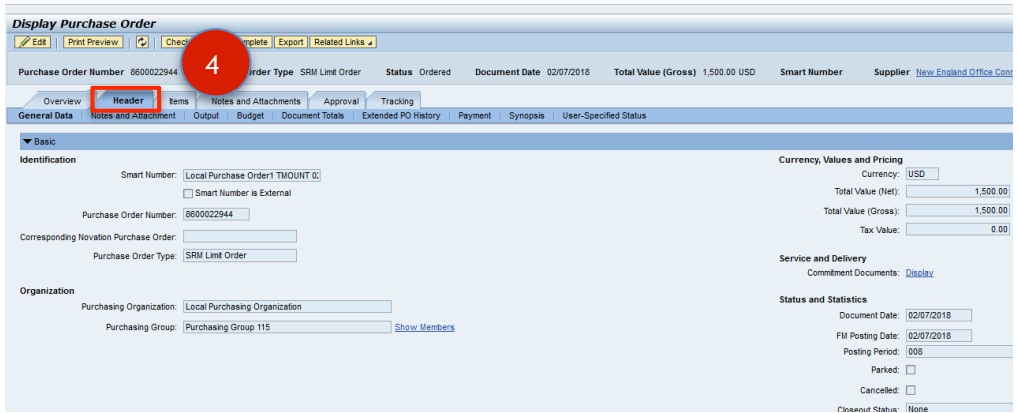 Display Purchase Order
Edit Print Preview Export Related Links
4
Purchase Order Number 8600022944 Order Type SRM Limit Order Status Ordered Document Date 02/07/2018 Total Value (Gross) 1,500.00 USD Smart Number Supplier New England Office
Overview Header Items Notes and Attachments Approval Tracking
General Data Notes and Attachment Output Budget Document Totals Extended PO History Payment Synopsis User-Specified Status
Basic
Identification Currency, Values and Pricing
Smart Number: Local Purchase Order1 TMOUNT Currency: USD
Smart Number is External Total Value (Net): 1,500.00
Purchase Order Number: 8600022944 Total Value (Gross): 1,500.00
Tax Value: 0.00
Corresponding Novation Purchase Order:
Purchase Order Type: SRM Limit Order
Service and Delivery
Commitment Documents: Display
Organization
Status and Statistics
Purchasing Organization: Local Purchasing Organization
Document Date: 02/07/2018
Purchasing Group: Purchasing Group 115 Show Members
FM Posting Date: 02/07/2018
Posting Period: 008
Parked:
Cancelled:
Closeout Status: None